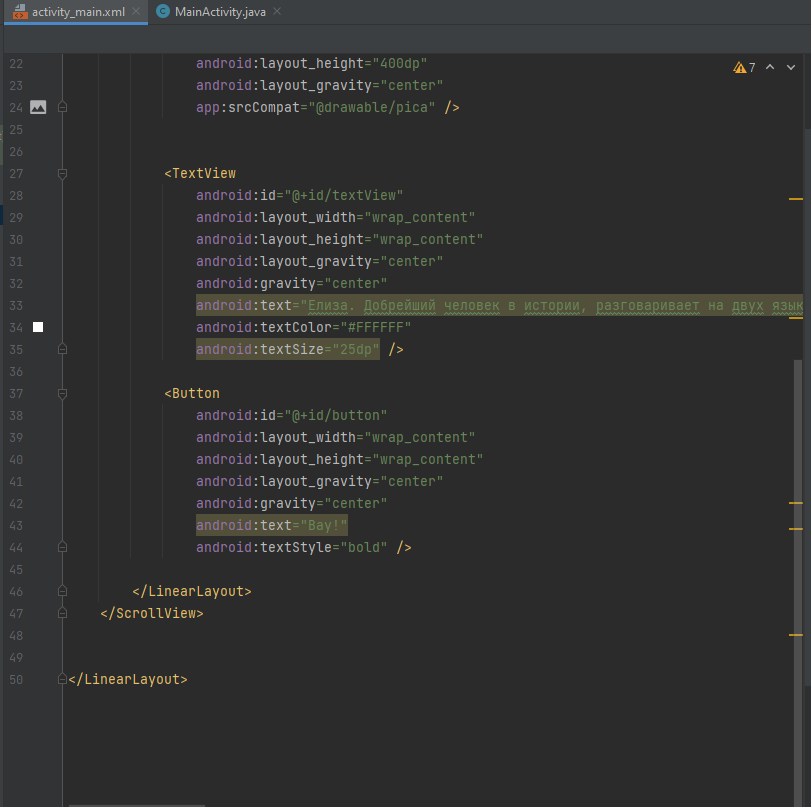 activity_main.xml
MainActivity.java
7
22 android:layout_height="400dp"
23 android:layout_gravity="center"
24 app:srcCompat="@drawable/pica" />
25
26
27 <TextView
28 android:id="@+id/textView"
29 android:layout_width="wrap_content"
30 android:layout_height="wrap_content"
31 android:layout_gravity="center"
32 android:gravity="center"
33 android:text="Елиза. Добрейший человек в истории, разговаривает на двух язык
34 android:textColor="#FFFFFF"
35 android:textSize="25dp" />
36
37 <Button
38 android:id="@+id/button"
39 android:layout_width="wrap_content"
40 android:layout_height="wrap_content"
41 android:layout_gravity="center"
42 android:gravity="center"
43 android:text="Вау!"
44 android:textStyle="bold" />
45
46 </LinearLayout>
47 </ScrollView>
48
49
50 </LinearLayout>